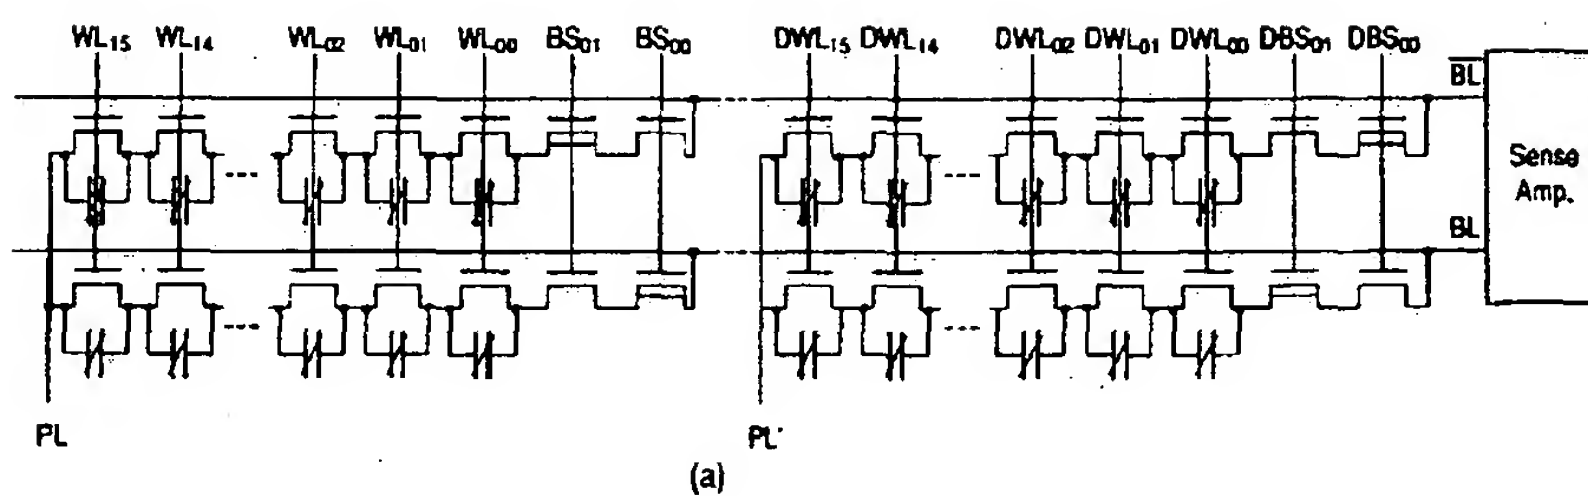 WL15 WL14 WL02 WL01 WL00 BS01 BS00 DWL15 DWL14 DWL02 DWL01 DWL00 DBS01 DBS00
B̅L̅
Sense
Amp.
BL
PL
PL'
(a)